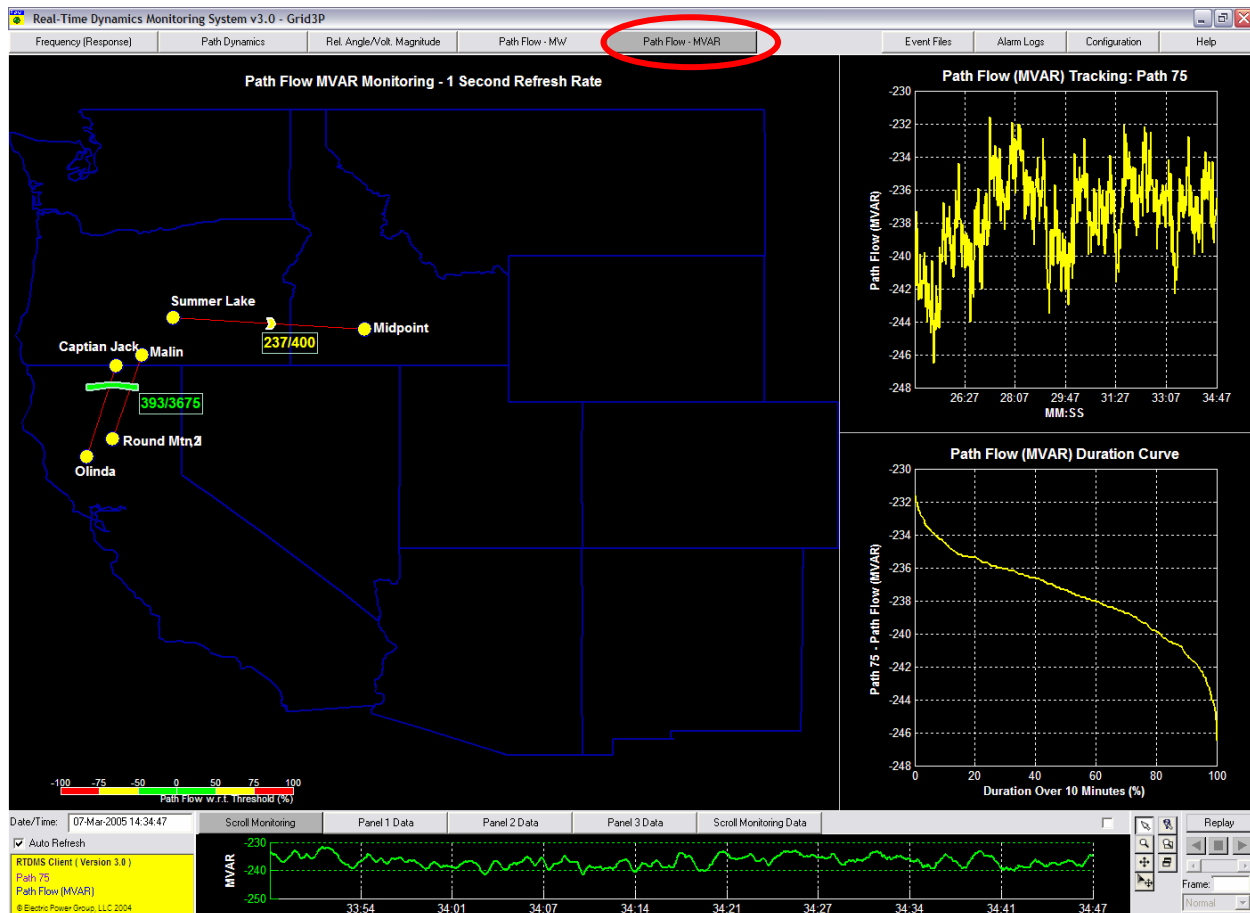 Real-Time Dynamics Monitoring System v3.0 - Grid3P
Frequency (Response) Path Dynamics Rel. Angle/Volt. Magnitude Path Flow - MW Path Flow - MVAR Event Files Alarm Logs Configuration Help
Path Flow MVAR Monitoring - 1 Second Refresh Rate
Summer Lake
Midpoint
237/400
Captian Jack
Malin
393/3675
Round Mtn,
Olinda
-100 -75 -50 0 50 75 100
Path Flow w.r.t. Threshold (%)
Path Flow (MVAR) Tracking: Path 75
Path Flow (MVAR)
-230
-232
-234
-236
-238
-240
-242
-244
-246
-248
26:27 28:07 29:47 31:27 33:07 34:47
MM:SS
Path Flow (MVAR) Duration Curve
Path 75 - Path Flow (MVAR)
-230
-232
-234
-236
-238
-240
-242
-244
-246
-248
0 20 40 60 80 100
Duration Over 10 Minutes (%)
Date/Time: 07-Mar-2005 14:34:47
Auto Refresh
RTDMS Client ( Version 3.0 )
Path 75
Path Flow (MVAR)
© Electric Power Group, LLC 2004
Scroll Monitoring Panel 1 Data Panel 2 Data Panel 3 Data Scroll Monitoring Data
MVAR
-230
-240
-250
33:54 34:01 34:07 34:14 34:21 34:27 34:34 34:41 34:47
Replay
Frame:
Normal